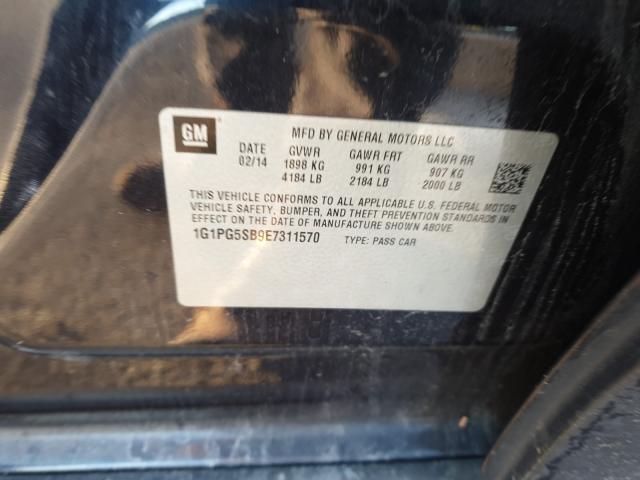 GM
MFD BY GENERAL MOTORS LLC
DATE GVWR GAWR FRT GAWR RR
02/14 1898 KG 991 KG 907 KG
4184 LB 2184 LB 2000 LB
THIS VEHICLE CONFORMS TO ALL APPLICABLE U.S. FEDERAL MOTOR
VEHICLE SAFETY, BUMPER, AND THEFT PREVENTION STANDARDS IN
EFFECT ON THE DATE OF MANUFACTURE SHOWN ABOVE.
1G1PG5SB9E7311570 TYPE: PASS CAR